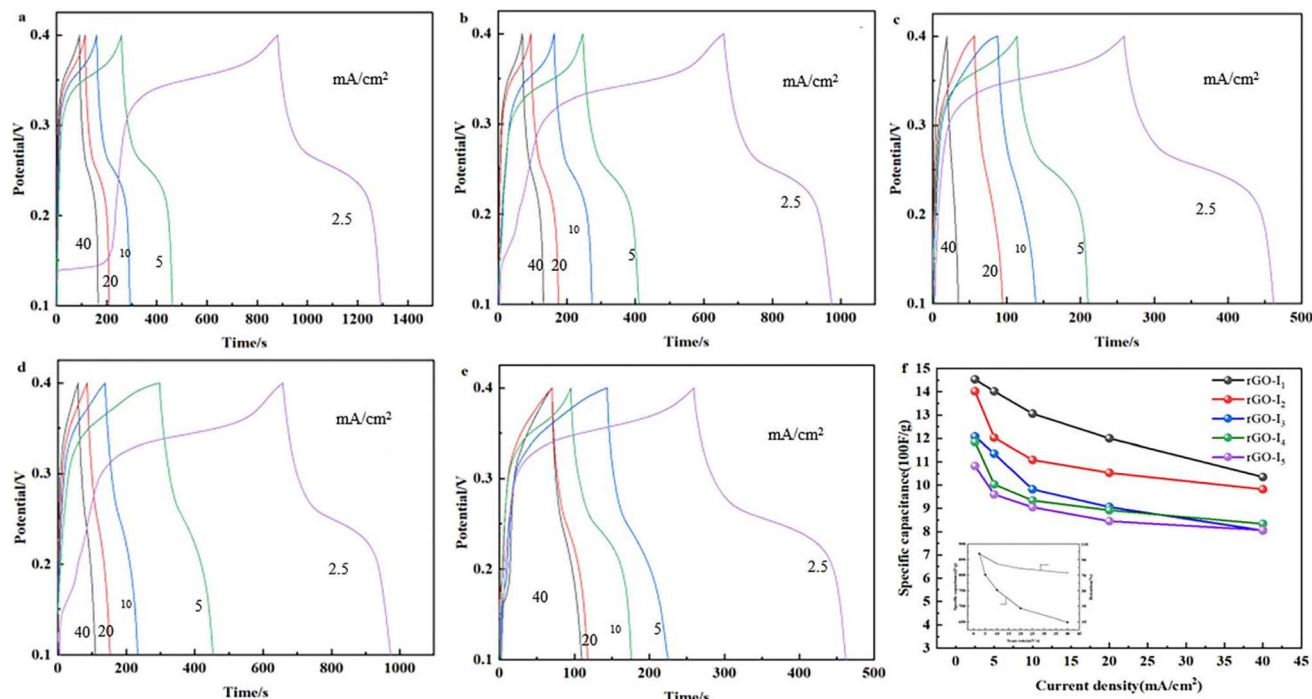 a
0.4
0.3
0.2
0.1
Potential/V
mA/cm²
40
20
10
5
2.5
0 200 400 600 800 1000 1200 1400
Time/s
b
0.4
0.3
0.2
0.1
Potential/V
mA/cm²
40
20
10
5
2.5
0 200 400 600 800 1000
Time/s
c
0.4
0.3
0.2
0.1
Potential/V
mA/cm²
40
20
10
5
2.5
0 100 200 300 400 500
Time/s
d
0.4
0.3
0.2
0.1
Potential/V
mA/cm²
40
20
10
5
2.5
0 200 400 600 800 1000
Time/s
e
0.4
0.3
0.2
0.1
Potential/V
mA/cm²
40
20
10
5
2.5
0 100 200 300 400 500
Time/s
f
15
14
13
12
11
10
9
8
7
6
5
4
3
Specific capacitance(100F/g)
rGO-I₁
rGO-I₂
rGO-I₃
rGO-I₄
rGO-I₅
0 5 10 15 20 25 30 35 40 45
Current density(mA/cm²)